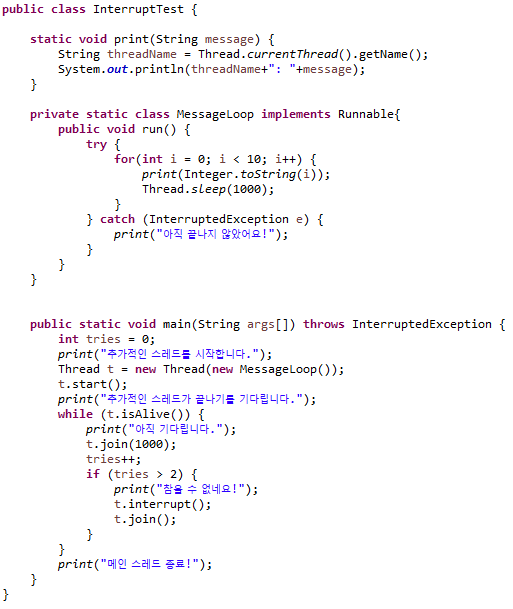 public class InterruptTest {
static void print(String message) {
String threadName = Thread.currentThread().getName();
System.out.println(threadName+": "+message);
}
private static class MessageLoop implements Runnable{
public void run() {
try {
for(int i = 0; i < 10; i++) {
print(Integer.toString(i));
Thread.sleep(1000);
}
} catch (InterruptedException e) {
print("아직 끝나지 않았어요!");
}
}
}
public static void main(String args[]) throws InterruptedException {
int tries = 0;
print("추가적인 스레드를 시작합니다.");
Thread t = new Thread(new MessageLoop());
t.start();
print("추가적인 스레드가 끝나기를 기다립니다.");
while (t.isAlive()) {
print("아직 기다립니다.");
t.join(1000);
tries++;
if (tries > 2) {
print("참을 수 없네요!");
t.interrupt();
t.join();
}
}
print("메인 스레드 종료!");
}
}